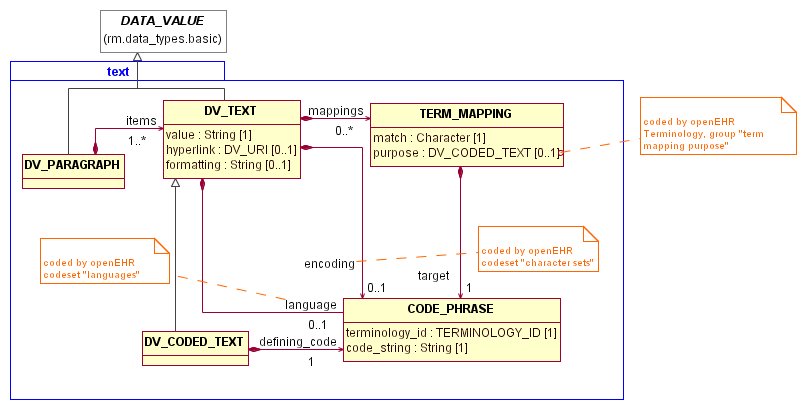 DATA_VALUE
(rm.data_types.basic)
text
DV_TEXT
value : String [1]
hyperlink : DV_URI [0..1]
formatting : String [0..1]
mappings
0..*
TERM_MAPPING
match : Character [1]
purpose : DV_CODED_TEXT [0..1]
coded by openEHR
Terminology, group "term
mapping purpose"
items
1..*
DV_PARAGRAPH
coded by openEHR
codeset "languages"
encoding
0..1
coded by openEHR
codeset "character sets"
target
1
language
0..1
CODE_PHRASE
terminology_id : TERMINOLOGY_ID [1]
code_string : String [1]
DV_CODED_TEXT
defining_code
1